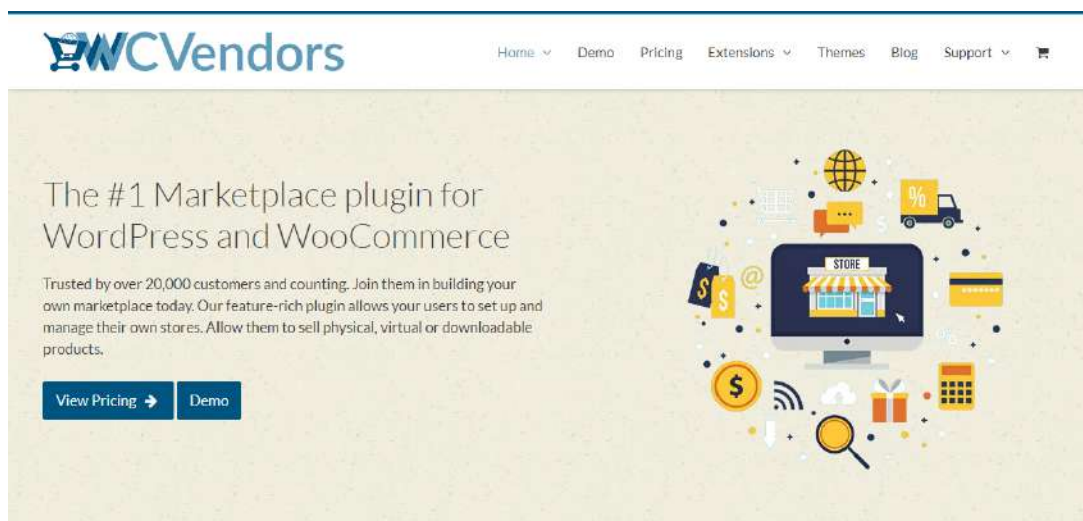 WCVendors
Home Demo Pricing Extensions Themes Blog Support
The #1 Marketplace plugin for
WordPress and WooCommerce
Trusted by over 20,000 customers and counting. Join them in building your
own marketplace today. Our feature-rich plugin allows your users to set up and
manage their own stores. Allow them to sell physical, virtual or downloadable
products.
View Pricing Demo
%
STORE
$ $
@
$
$